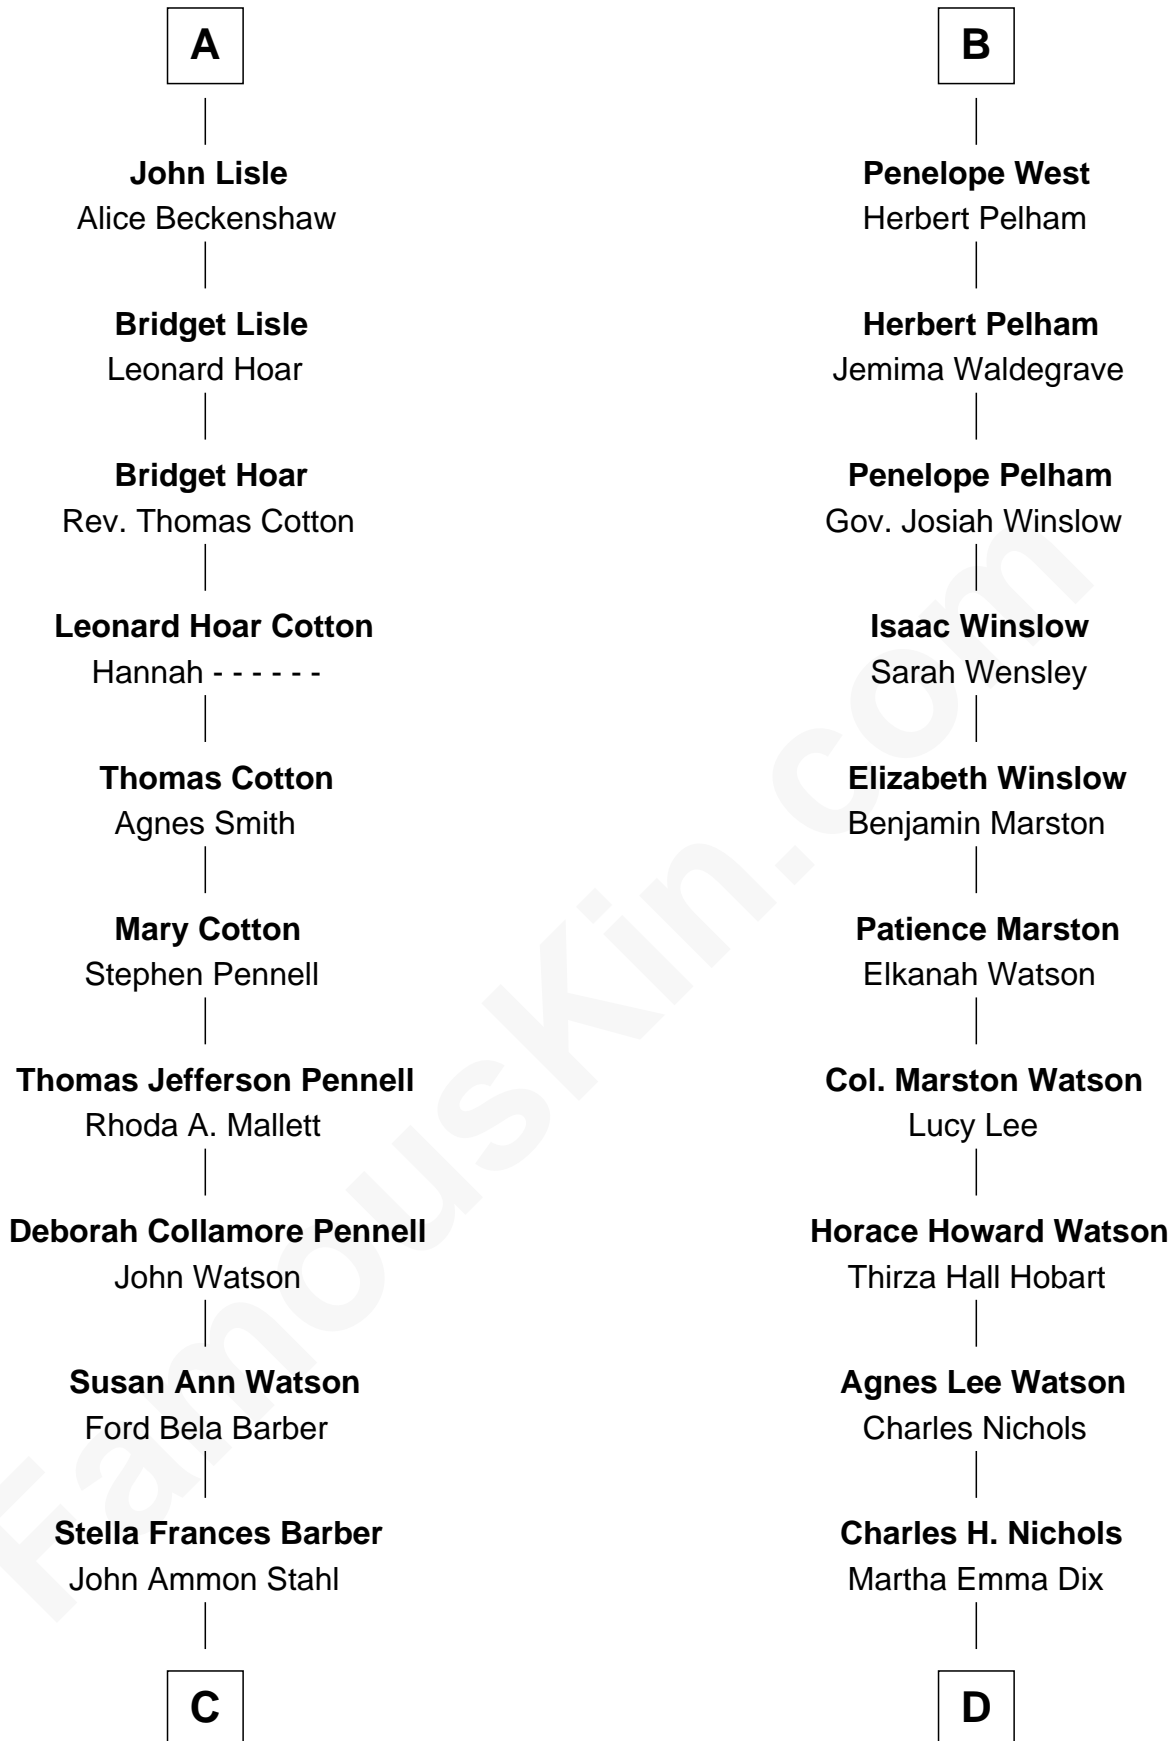 A
John Lisle
Alice Beckenshaw
Bridget Lisle
Leonard Hoar
Bridget Hoar
Rev. Thomas Cotton
Leonard Hoar Cotton
Hannah - - - - - -
Thomas Cotton
Agnes Smith
Mary Cotton
Stephen Pennell
Thomas Jefferson Pennell
Rhoda A. Mallett
Deborah Collamore Pennell
John Watson
Susan Ann Watson
Ford Bela Barber
Stella Frances Barber
John Ammon Stahl
C
B
Penelope West
Herbert Pelham
Herbert Pelham
Jemima Waldegrave
Penelope Pelham
Gov. Josiah Winslow
Isaac Winslow
Sarah Wensley
Elizabeth Winslow
Benjamin Marston
Patience Marston
Elkanah Watson
Col. Marston Watson
Lucy Lee
Horace Howard Watson
Thirza Hall Hobart
Agnes Lee Watson
Charles Nichols
Charles H. Nichols
Martha Emma Dix
D
FamousKin.com